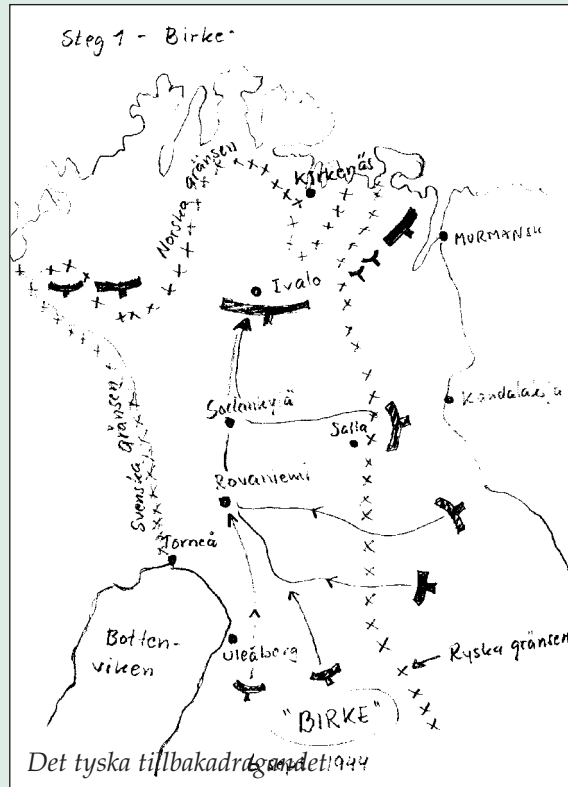 Steg 1 - Birke
Norska gränsen
Kirkenäs
MURMANSK
Ivalo
Sodankylä
Kandalaksja
Salla
Svenska gränsen
Rovaniemi
Torneå
Botten-
viken
Uleåborg
Ryska gränsen
"BIRKE"
Det tyska tillbakadragandet
1944